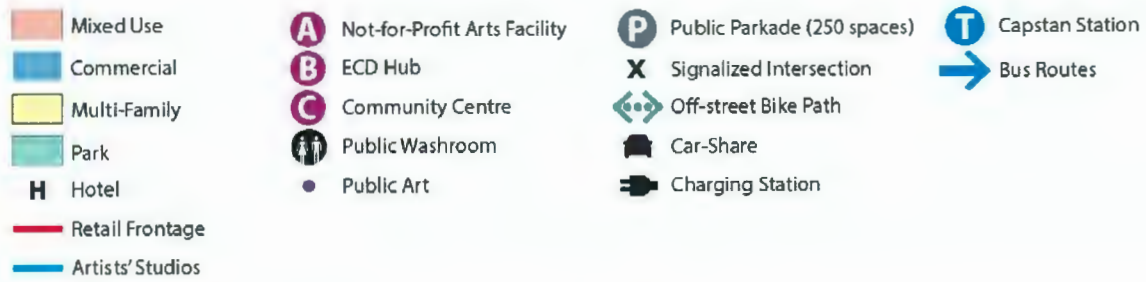 Mixed Use
Commercial
Multi-Family
Park
H Hotel
Retail Frontage
Artists' Studios
A Not-for-Profit Arts Facility
B ECD Hub
C Community Centre
Public Washroom
Public Art
P Public Parkade (250 spaces)
X Signalized Intersection
Off-street Bike Path
Car-Share
Charging Station
T Capstan Station
Bus Routes